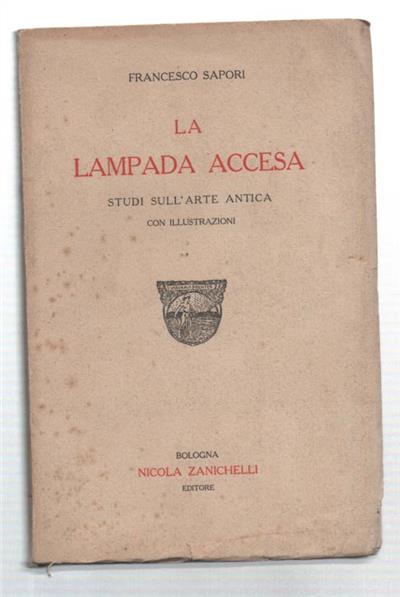 FRANCESCO SAPORI
LA
LAMPADA ACCESA
STUDI SULL'ARTE ANTICA
CON ILLUSTRAZIONI
BOLOGNA
NICOLA ZANICHELLI
EDITORE